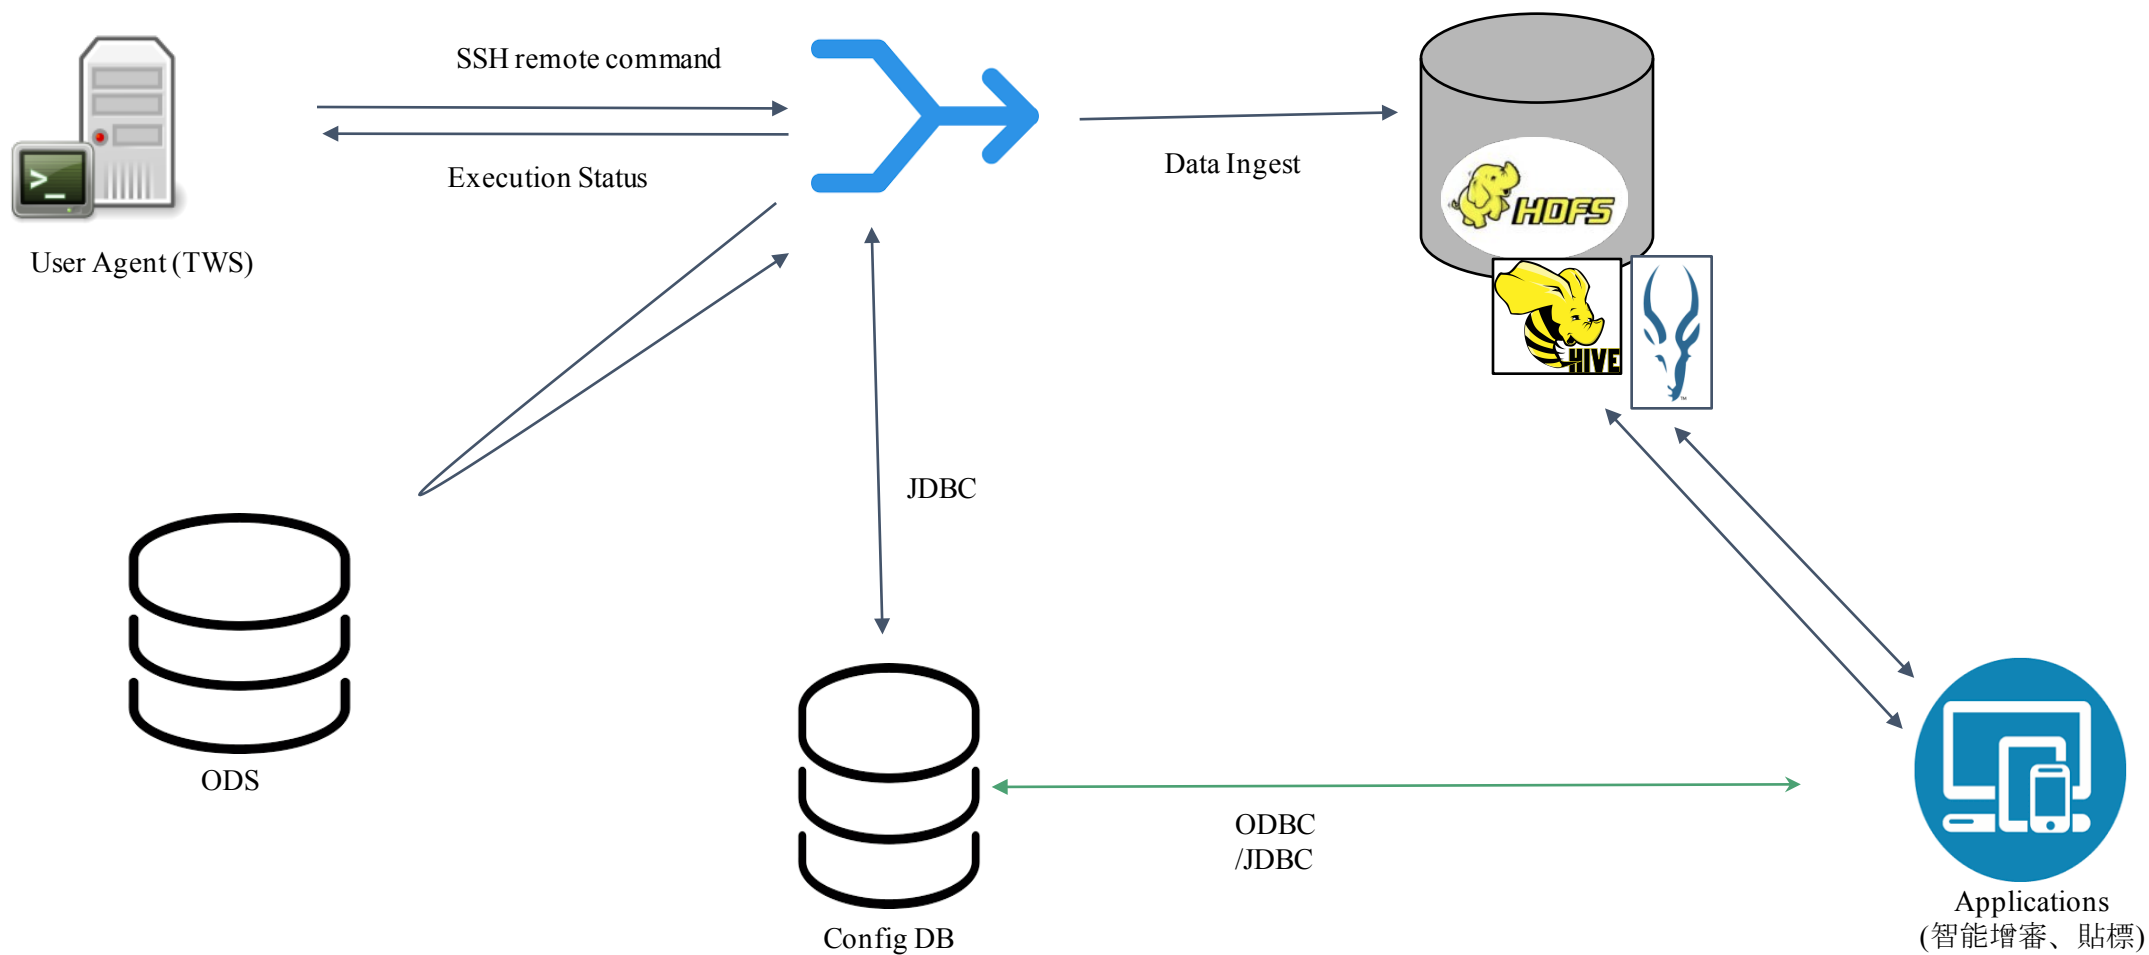 SSH remote command
Execution Status
User Agent (TWS)
>_
Data Ingest
HDFS
HIVE
TM
JDBC
ODS
ODBC
/JDBC
Config DB
Applications
(智能增審、貼標)